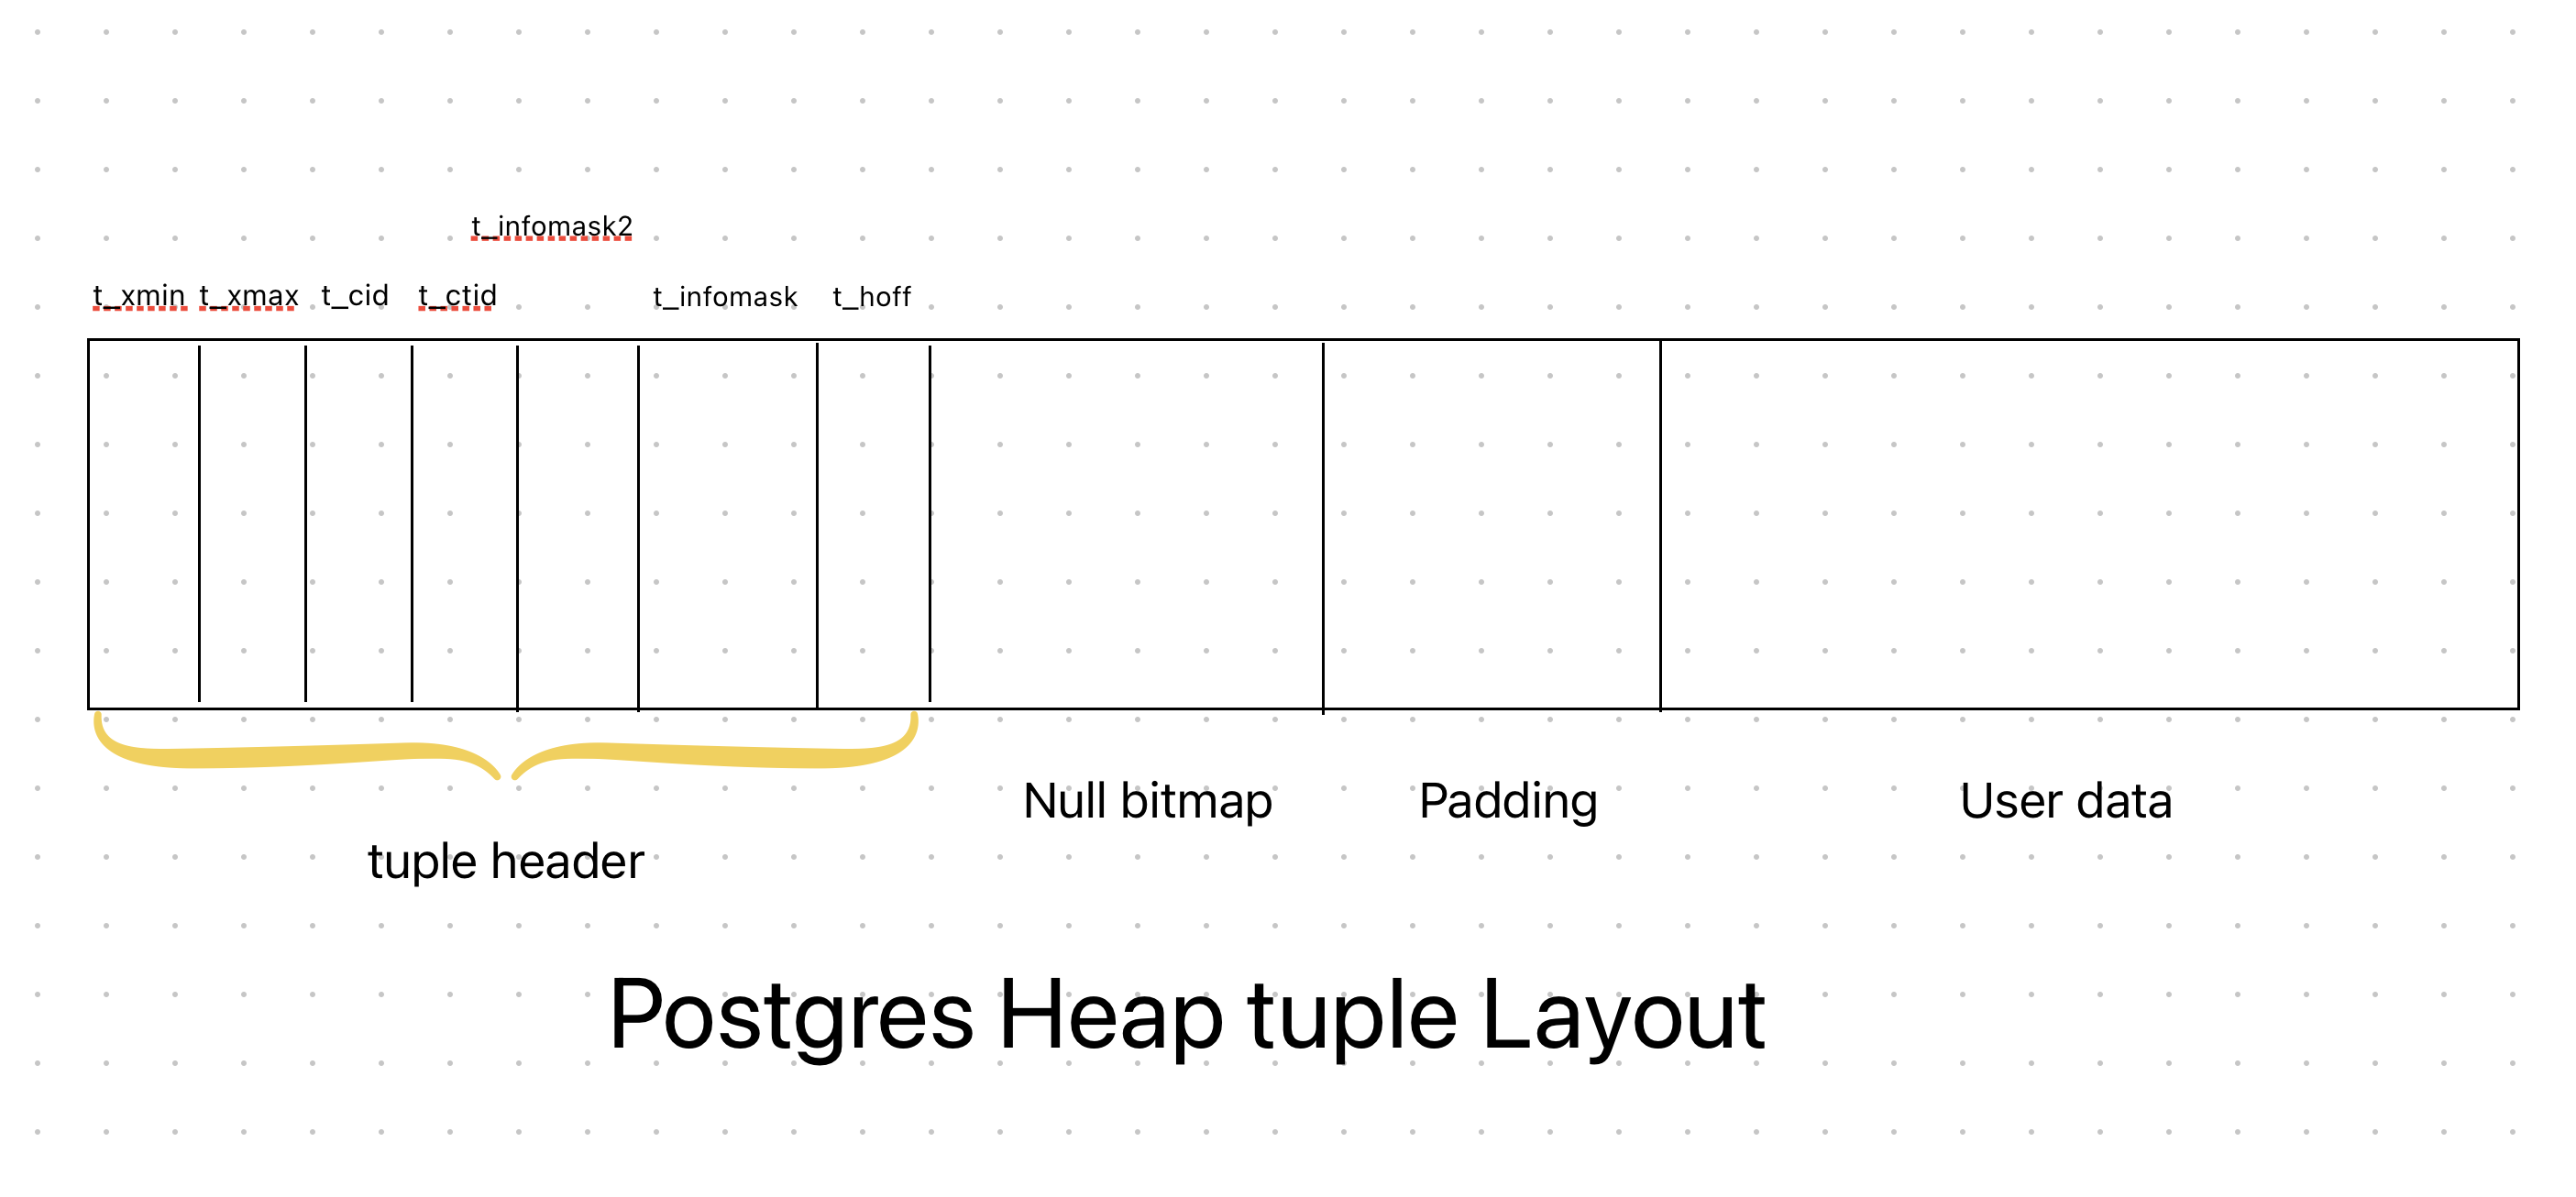 t_infomask2
t_xmin t_xmax t_cid t_ctid t_infomask t_hoff
Null bitmap Padding User data
tuple header
Postgres Heap tuple Layout